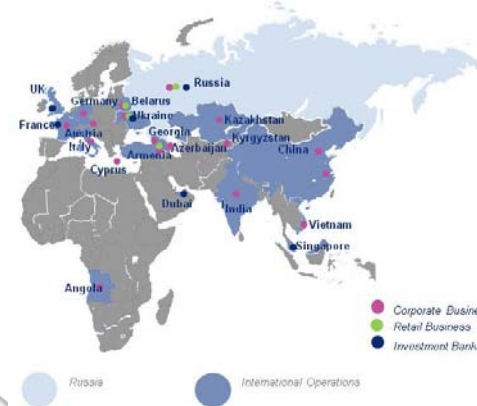 UK
Russia
Germany
Belarus
Ukraine
France
Austria
Georgia
Kazakhstan
Kyrgyzstan
Italy
Armenia
Azerbaijan
China
Cyprus
Dubai
India
Vietnam
Singapore
Angola
Corporate Busine
Retail Business
Investment Bank
Russia
International Operations